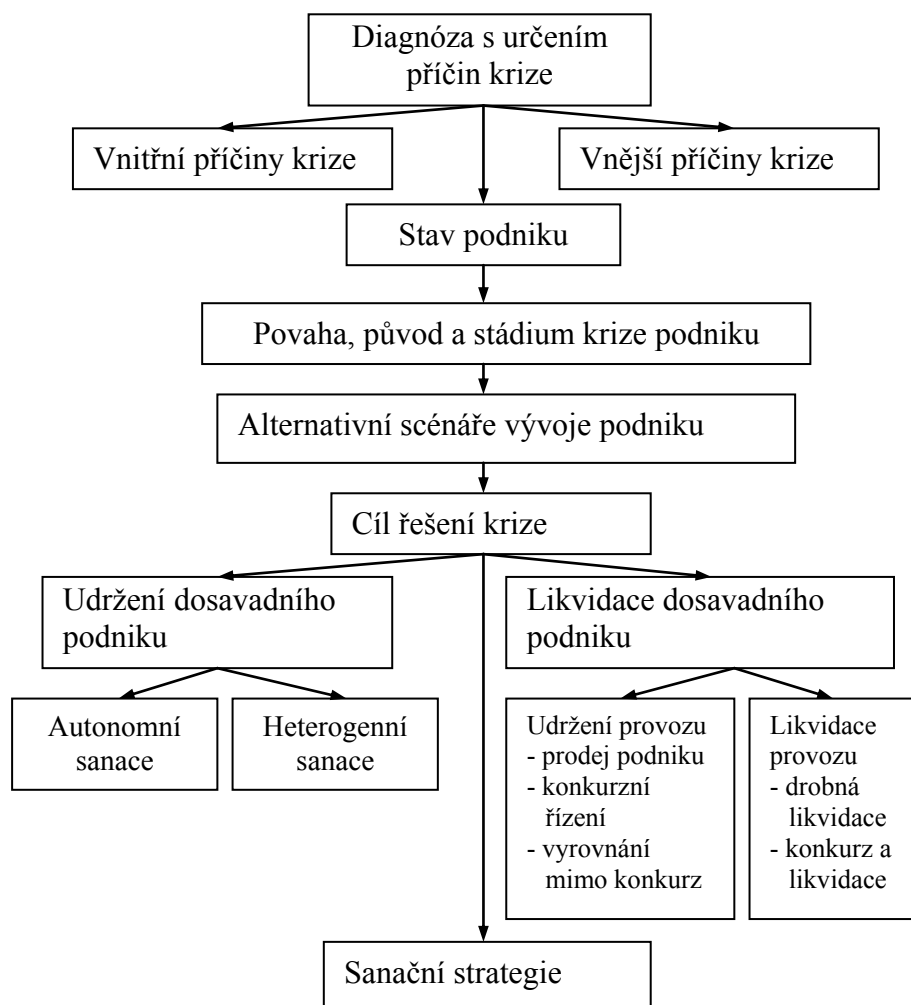 Diagnóza s určením
příčin krize
Vnitřní příčiny krize
Vnější příčiny krize
Stav podniku
Povaha, původ a stádium krize podniku
Alternativní scénáře vývoje podniku
Cíl řešení krize
Udržení dosavadního
podniku
Likvidace dosavadního
podniku
Autonomní
sanace
Heterogenní
sanace
Udržení provozu
- prodej podniku
- konkurzní
řízení
- vyrovnání
mimo konkurz
Likvidace
provozu
- drobná
likvidace
- konkurz a
likvidace
Sanační strategie